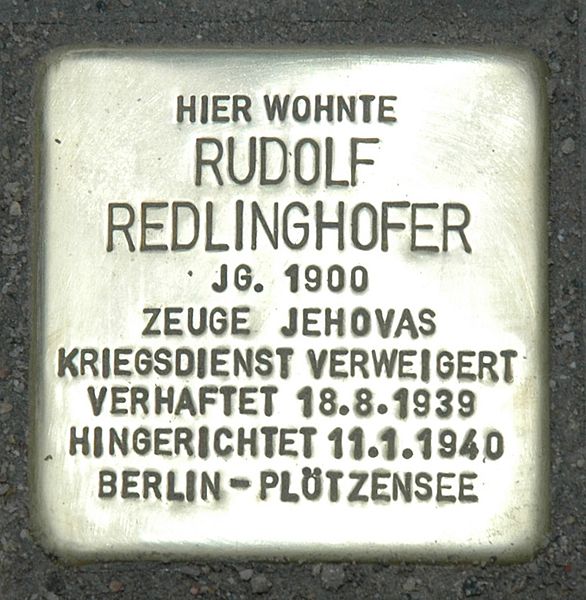 HIER WOHNTE
RUDOLF
REDLINGHOFER
JG. 1900
ZEUGE JEHOVAS
KRIEGSDIENST VERWEIGERT
VERHAFTET 18.8.1939
HINGERICHTET 11.1.1940
BERLIN-PLÖTZENSEE